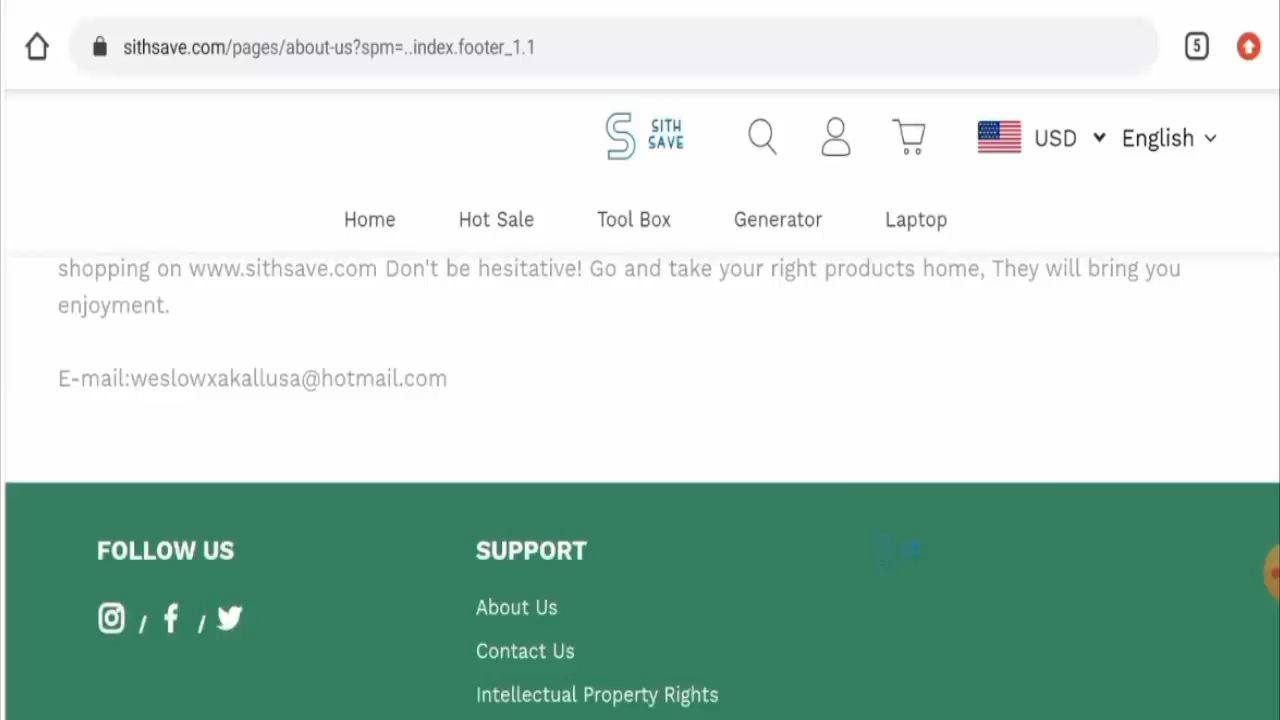 sithsave.com/pages/about-us?spm=..index.footer_1.1
5
SITH
SAVE
USD
English
Home
Hot Sale
Tool Box
Generator
Laptop
shopping on www.sithsave.com Don't be hesitative! Go and take your right products home, They will bring you
enjoyment.
E-mail:weslowxakallusa@hotmail.com
FOLLOW US
SUPPORT
/
/
About Us
Contact Us
Intellectual Property Rights